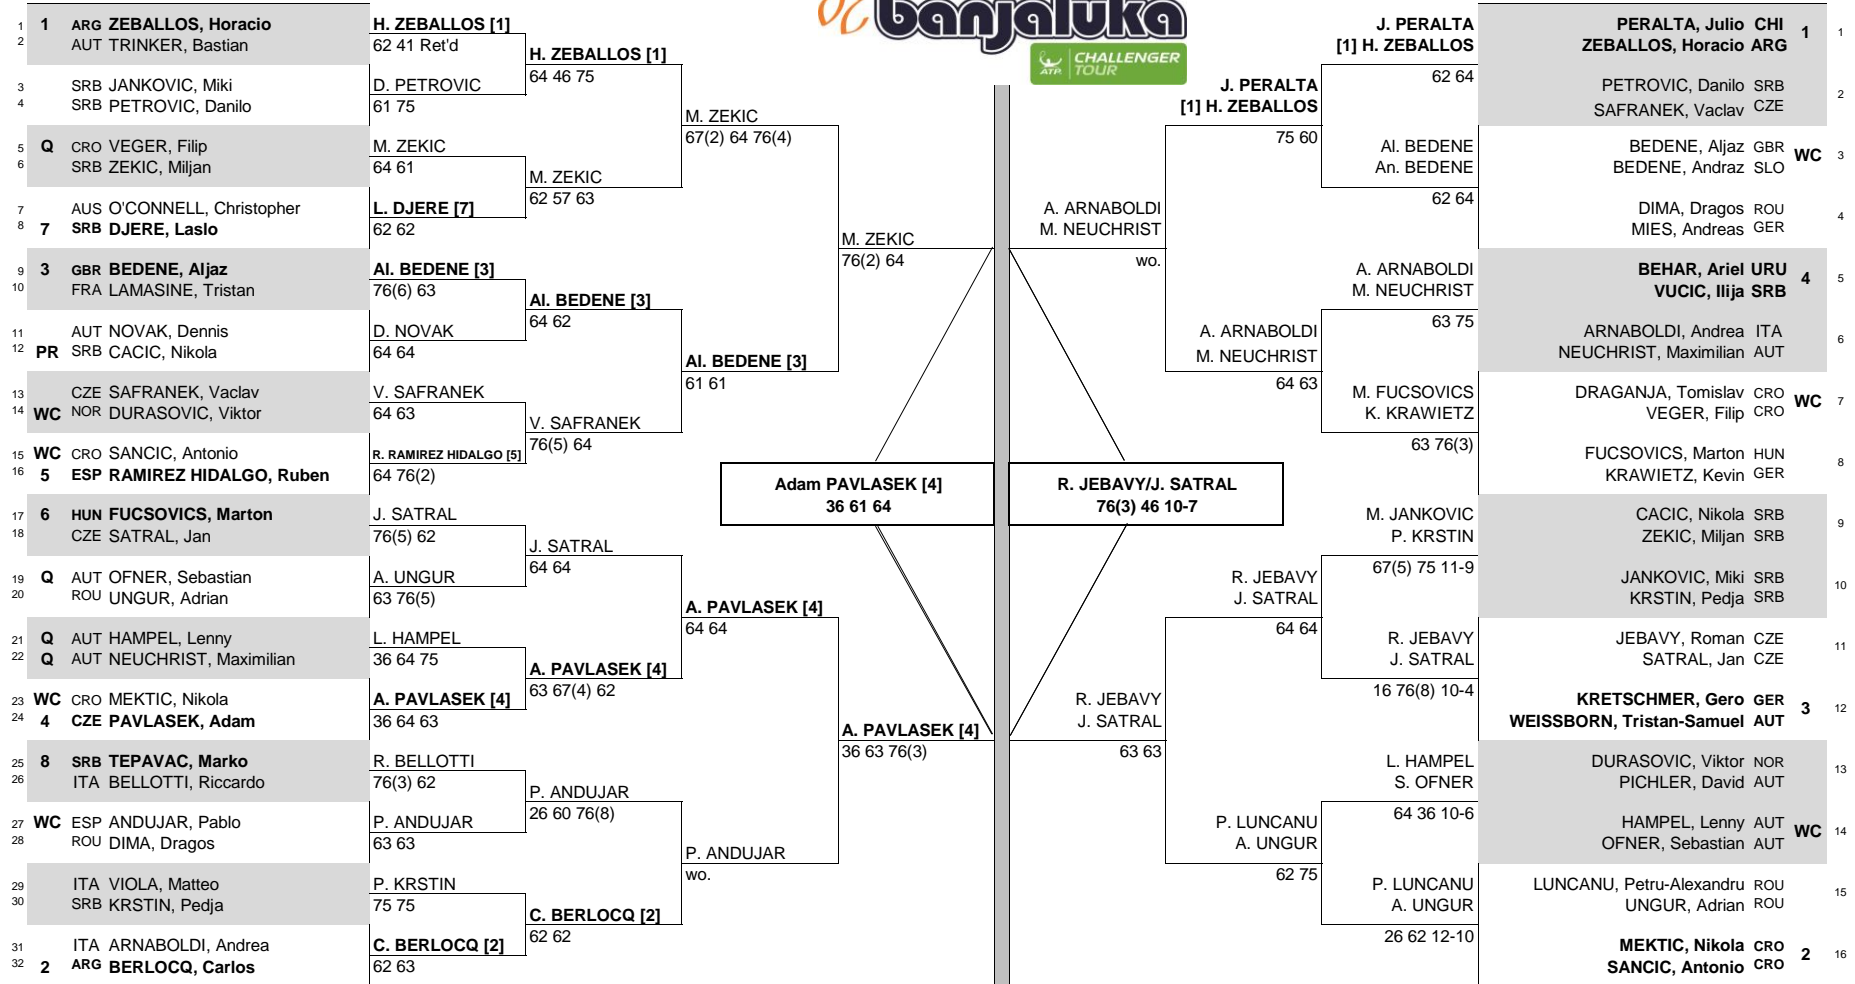 banjaluka
ATP CHALLENGER
TOUR
1 1 ARG ZEBALLOS, Horacio
2 AUT TRINKER, Bastian
3 SRB JANKOVIC, Miki
4 SRB PETROVIC, Danilo
5 Q CRO VEGER, Filip
6 SRB ZEKIC, Miljan
7 AUS O'CONNELL, Christopher
8 7 SRB DJERE, Laslo
9 3 GBR BEDENE, Aljaz
10 FRA LAMASINE, Tristan
11 AUT NOVAK, Dennis
12 PR SRB CACIC, Nikola
13 CZE SAFRANEK, Vaclav
14 WC NOR DURASOVIC, Viktor
15 WC CRO SANCIC, Antonio
16 5 ESP RAMIREZ HIDALGO, Ruben
17 6 HUN FUCSOVICS, Marton
18 CZE SATRAL, Jan
19 Q AUT OFNER, Sebastian
20 ROU UNGUR, Adrian
21 Q AUT HAMPEL, Lenny
22 Q AUT NEUCHRIST, Maximilian
23 WC CRO MEKTIC, Nikola
24 4 CZE PAVLASEK, Adam
25 8 SRB TEPAVAC, Marko
26 ITA BELLOTTI, Riccardo
27 WC ESP ANDUJAR, Pablo
28 ROU DIMA, Dragos
29 ITA VIOLA, Matteo
30 SRB KRSTIN, Pedja
31 ITA ARNABOLDI, Andrea
32 2 ARG BERLOCQ, Carlos
H. ZEBALLOS [1]
62 41 Ret'd
D. PETROVIC
61 75
M. ZEKIC
64 61
L. DJERE [7]
62 62
Al. BEDENE [3]
76(6) 63
D. NOVAK
64 64
V. SAFRANEK
64 63
R. RAMIREZ HIDALGO [5]
64 76(2)
J. SATRAL
76(5) 62
A. UNGUR
63 76(5)
L. HAMPEL
36 64 75
A. PAVLASEK [4]
36 64 63
R. BELLOTTI
76(3) 62
P. ANDUJAR
63 63
P. KRSTIN
75 75
C. BERLOCQ [2]
62 63
H. ZEBALLOS [1]
64 46 75
M. ZEKIC
62 57 63
Al. BEDENE [3]
64 62
V. SAFRANEK
76(5) 64
J. SATRAL
64 64
A. PAVLASEK [4]
63 67(4) 62
P. ANDUJAR
26 60 76(8)
C. BERLOCQ [2]
62 62
M. ZEKIC
67(2) 64 76(4)
Al. BEDENE [3]
61 61
A. PAVLASEK [4]
64 64
P. ANDUJAR
wo.
M. ZEKIC
76(2) 64
A. PAVLASEK [4]
36 63 76(3)
Adam PAVLASEK [4]
36 61 64
R. JEBAVY/J. SATRAL
76(3) 46 10-7
A. ARNABOLDI
M. NEUCHRIST
wo.
R. JEBAVY
J. SATRAL
63 63
J. PERALTA
[1] H. ZEBALLOS
75 60
A. ARNABOLDI
M. NEUCHRIST
64 63
R. JEBAVY
J. SATRAL
64 64
P. LUNCANU
A. UNGUR
62 75
J. PERALTA
[1] H. ZEBALLOS
62 64
Al. BEDENE
An. BEDENE
62 64
A. ARNABOLDI
M. NEUCHRIST
63 75
M. FUCSOVICS
K. KRAWIETZ
63 76(3)
M. JANKOVIC
P. KRSTIN
67(5) 75 11-9
R. JEBAVY
J. SATRAL
16 76(8) 10-4
L. HAMPEL
S. OFNER
64 36 10-6
P. LUNCANU
A. UNGUR
26 62 12-10
PERALTA, Julio CHI
ZEBALLOS, Horacio ARG 1 1
PETROVIC, Danilo SRB
SAFRANEK, Vaclav CZE 2
BEDENE, Aljaz GBR
BEDENE, Andraz SLO WC 3
DIMA, Dragos ROU
MIES, Andreas GER 4
BEHAR, Ariel URU
VUCIC, Ilija SRB 4 5
ARNABOLDI, Andrea ITA
NEUCHRIST, Maximilian AUT 6
DRAGANJA, Tomislav CRO
VEGER, Filip CRO WC 7
FUCSOVICS, Marton HUN
KRAWIETZ, Kevin GER 8
CACIC, Nikola SRB
ZEKIC, Miljan SRB 9
JANKOVIC, Miki SRB
KRSTIN, Pedja SRB 10
JEBAVY, Roman CZE
SATRAL, Jan CZE 11
KRETSCHMER, Gero GER
WEISSBORN, Tristan-Samuel AUT 3 12
DURASOVIC, Viktor NOR
PICHLER, David AUT 13
HAMPEL, Lenny AUT
OFNER, Sebastian AUT WC 14
LUNCANU, Petru-Alexandru ROU
UNGUR, Adrian ROU 15
MEKTIC, Nikola CRO
SANCIC, Antonio CRO 2 16